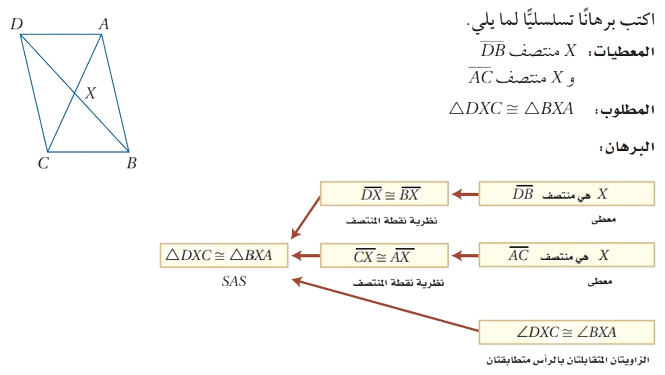 اكتب برهانًا تسلسليًّا لما يلي.
المعطيات: X منتصف DB
و X منتصف AC
المطلوب: △DXC ≅ △BXA
البرهان:
D A
X
C B
X هي منتصف DB
معطى
DX ≅ BX
نظرية نقطة المنتصف
X هي منتصف AC
معطى
CX ≅ AX
نظرية نقطة المنتصف
△DXC ≅ △BXA
SAS
∠DXC ≅ ∠BXA
الزاويتان المتقابلتان بالرأس متطابقتان